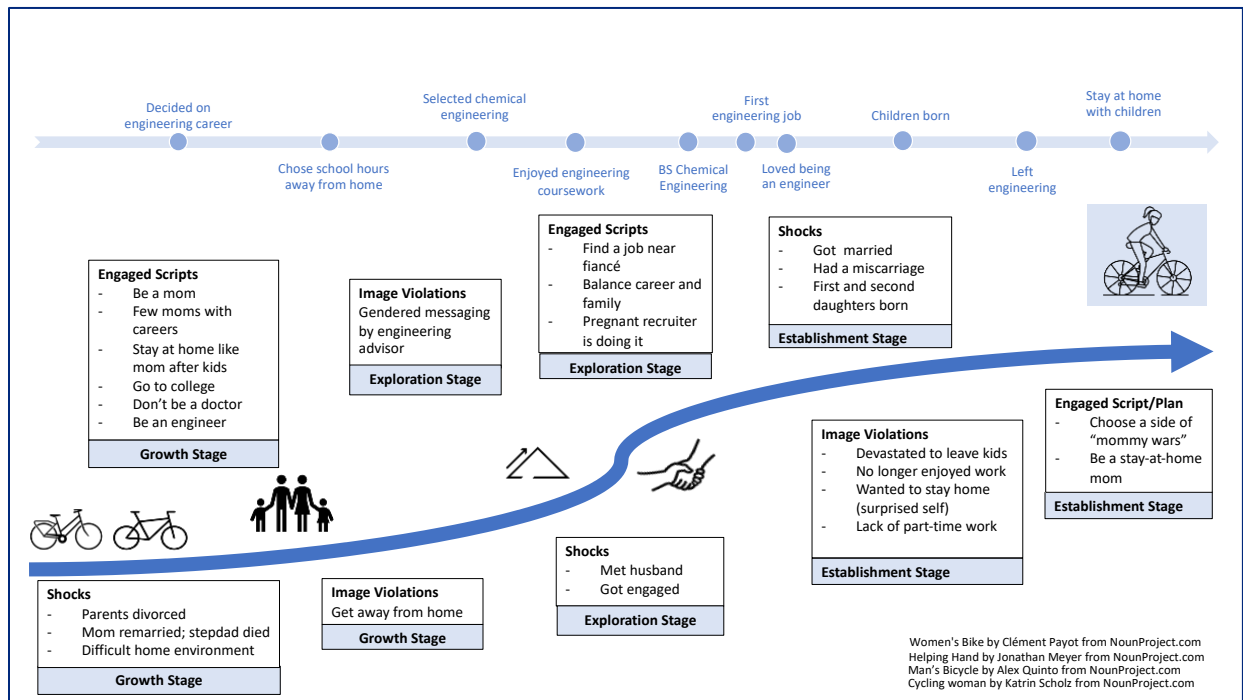 Decided on
engineering career
Chose school hours
away from home
Selected chemical
engineering
Enjoyed engineering
coursework
BS Chemical
Engineering
First
engineering job
Loved being
an engineer
Children born
Left
engineering
Stay at home
with children
Engaged Scripts
- Be a mom
- Few moms with
careers
- Stay at home like
mom after kids
- Go to college
- Don't be a doctor
- Be an engineer
Growth Stage
Image Violations
Gendered messaging
by engineering
advisor
Exploration Stage
Engaged Scripts
- Find a job near
fiancé
- Balance career and
family
- Pregnant recruiter
is doing it
Exploration Stage
Shocks
- Got married
- Had a miscarriage
- First and second
daughters born
Establishment Stage
Shocks
- Parents divorced
- Mom remarried; stepdad died
- Difficult home environment
Growth Stage
Image Violations
Get away from home
Growth Stage
Shocks
- Met husband
- Got engaged
Exploration Stage
Image Violations
- Devastated to leave kids
- No longer enjoyed work
- Wanted to stay home
(surprised self)
- Lack of part-time work
Establishment Stage
Engaged Script/Plan
- Choose a side of
“mommy wars”
- Be a stay-at-home
mom
Establishment Stage
Women's Bike by Clément Payot from NounProject.com
Helping Hand by Jonathan Meyer from NounProject.com
Man's Bicycle by Alex Quinto from NounProject.com
Cycling woman by Katrin Scholz from NounProject.com